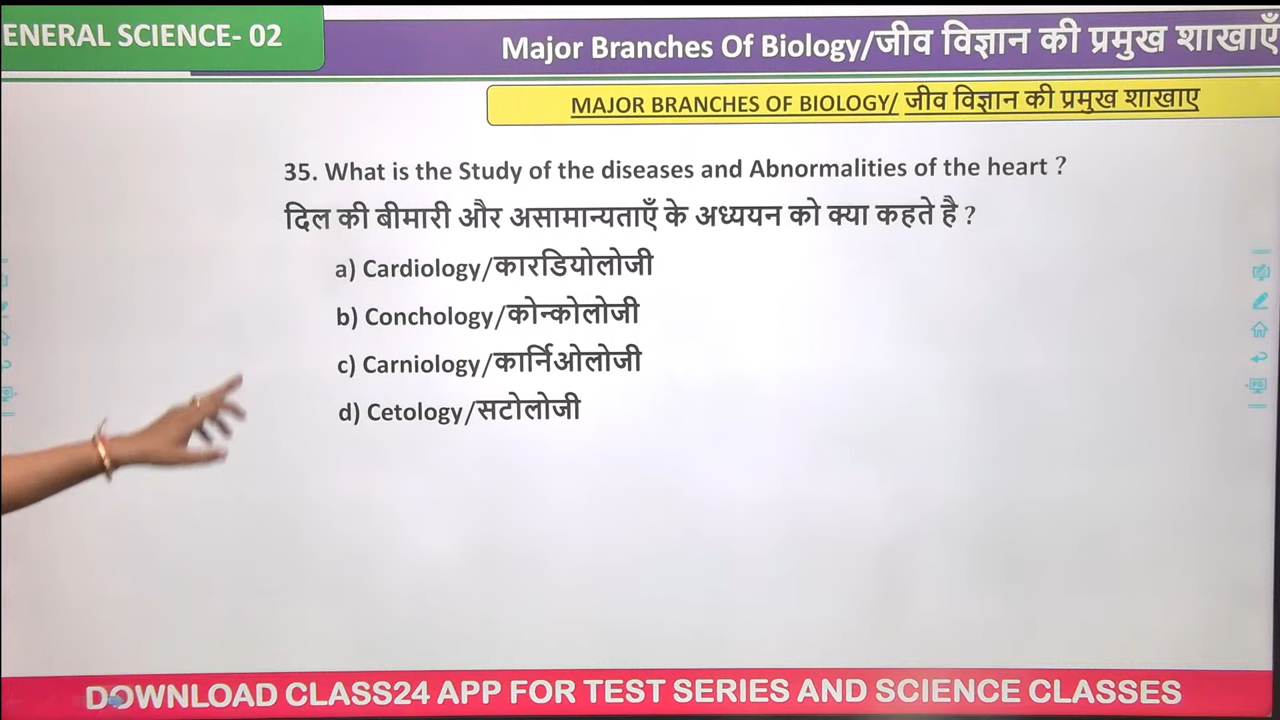 ENERAL SCIENCE- 02
Major Branches Of Biology/जीव विज्ञान की प्रमुख शाखाएँ
MAJOR BRANCHES OF BIOLOGY/ जीव विज्ञान की प्रमुख शाखाए
35. What is the Study of the diseases and Abnormalities of the heart ?
दिल की बीमारी और असामान्यताएँ के अध्ययन को क्या कहते है ?
a) Cardiology/कारडियोलोजी
b) Conchology/कोन्कोलोजी
c) Carniology/कार्निओलोजी
d) Cetology/सटोलोजी
DOWNLOAD CLASS24 APP FOR TEST SERIES AND SCIENCE CLASSES